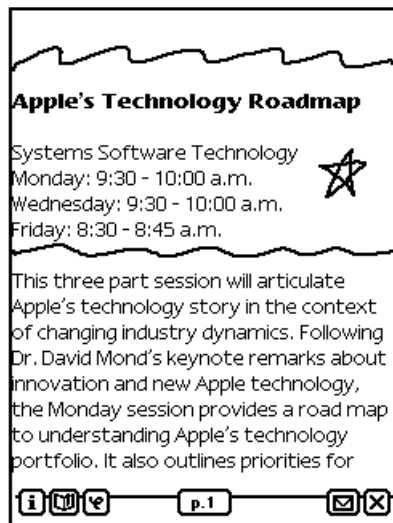 Apple's Technology Roadmap
Systems Software Technology
Monday: 9:30 - 10:00 a.m.
Wednesday: 9:30 - 10:00 a.m.
Friday: 8:30 - 8:45 a.m.
This three part session will articulate
Apple's technology story in the context
of changing industry dynamics. Following
Dr. David Mond's keynote remarks about
innovation and new Apple technology,
the Monday session provides a road map
to understanding Apple's technology
portfolio. It also outlines priorities for
i p.1 X